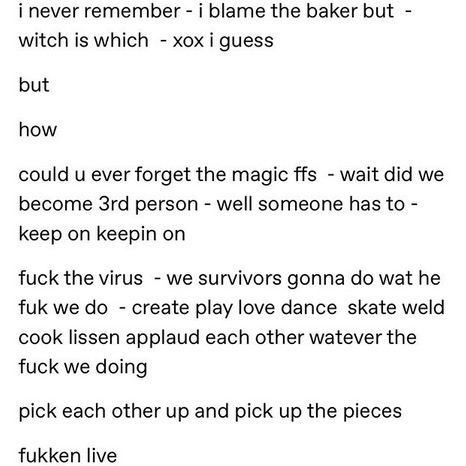 i never remember - i blame the baker but  -
witch is which  - xox i guess
but
how
could u ever forget the magic ffs  - wait did we
become 3rd person - well someone has to -
keep on keepin on
fuck the virus  - we survivors gonna do wat he
fuk we do  - create play love dance  skate weld
cook lissen applaud each other watever the
fuck we doing
pick each other up and pick up the pieces
fukken live